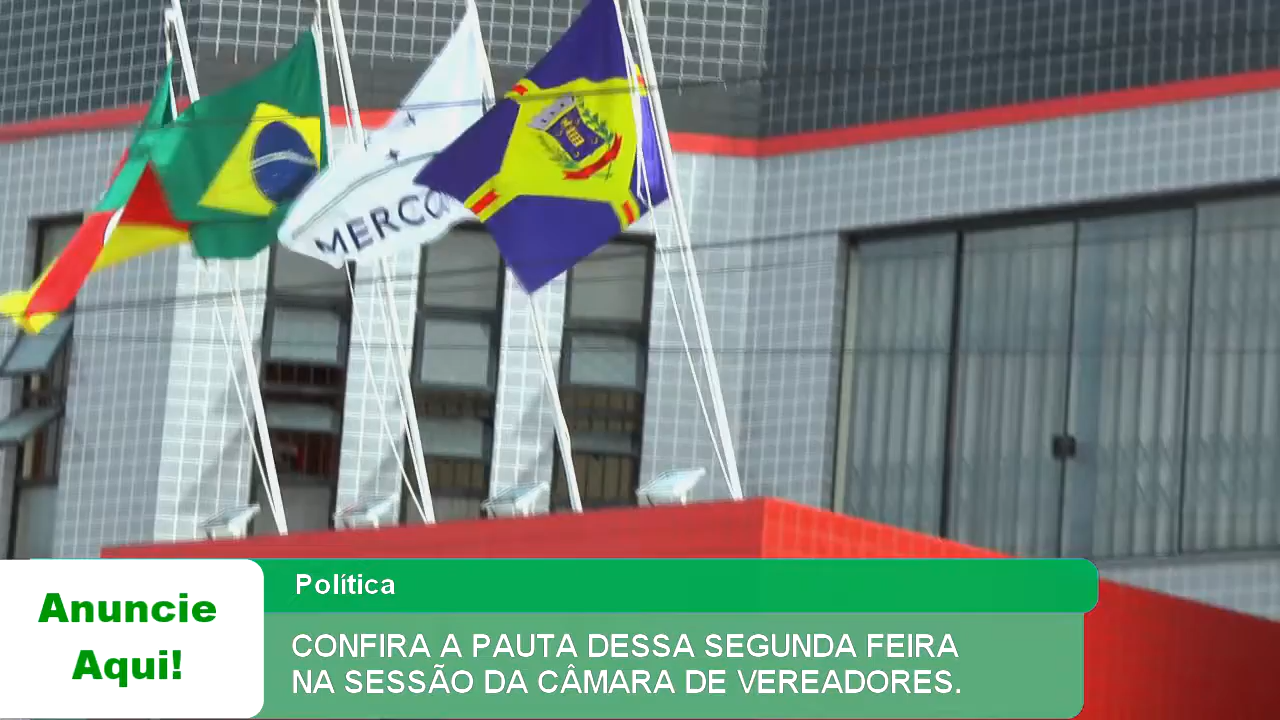 MERCO
Política
Anuncie
Aqui!
CONFIRA A PAUTA DESSA SEGUNDA FEIRA
NA SESSÃO DA CÂMARA DE VEREADORES.